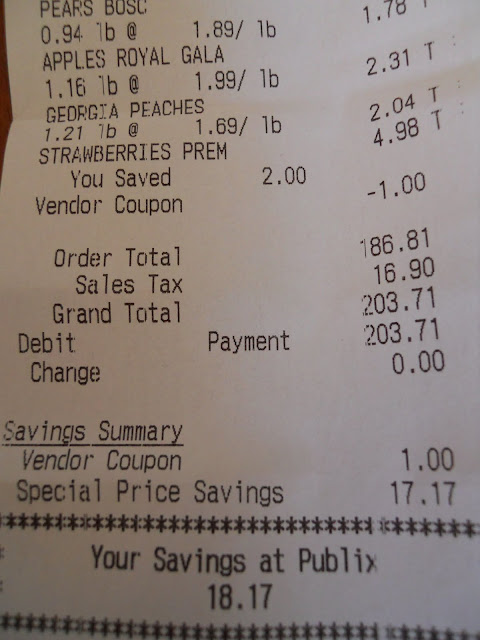 PEARS BOSC
0.94 lb @ 1.89/ lb 1.78 T
APPLES ROYAL GALA
1.16 lb @ 1.99/ lb 2.31 T
GEORGIA PEACHES
1.21 lb @ 1.69/ lb 2.04 T
STRAWBERRIES PREM 4.98 T
You Saved 2.00
Vendor Coupon -1.00
Order Total 186.81
Sales Tax 16.90
Grand Total 203.71
Debit Payment 203.71
Change 0.00
Savings Summary
Vendor Coupon 1.00
Special Price Savings 17.17
****************************************
Your Savings at Publix
18.17
****************************************